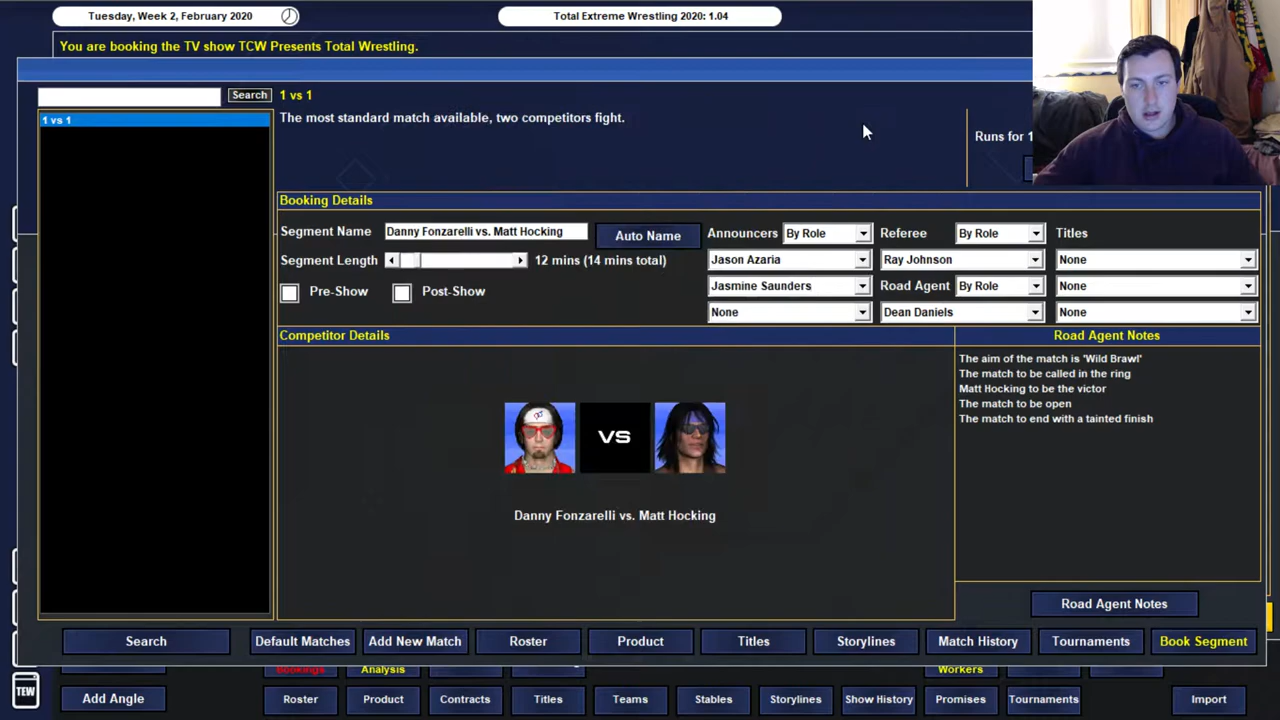 Tuesday, Week 2, February 2020
Total Extreme Wrestling 2020: 1.04
You are booking the TV show TCW Presents Total Wrestling.
Search
1 vs 1
1 vs 1
The most standard match available, two competitors fight.
Runs for 1
Booking Details
Segment Name
Danny Fonzarelli vs. Matt Hocking
Auto Name
Announcers
By Role
Referee
By Role
Titles
Segment Length
12 mins (14 mins total)
Jason Azaria
Ray Johnson
None
Pre-Show
Post-Show
Jasmine Saunders
Road Agent
By Role
None
None
Dean Daniels
None
Competitor Details
Road Agent Notes
The aim of the match is 'Wild Brawl'
The match to be called in the ring
Matt Hocking to be the victor
The match to be open
The match to end with a tainted finish
VS
Danny Fonzarelli vs. Matt Hocking
Road Agent Notes
Search
Default Matches
Add New Match
Roster
Product
Titles
Storylines
Match History
Tournaments
Book Segment
Bookings
Analysis
Workers
TEW
Add Angle
Roster
Product
Contracts
Titles
Teams
Stables
Storylines
Show History
Promises
Tournaments
Import